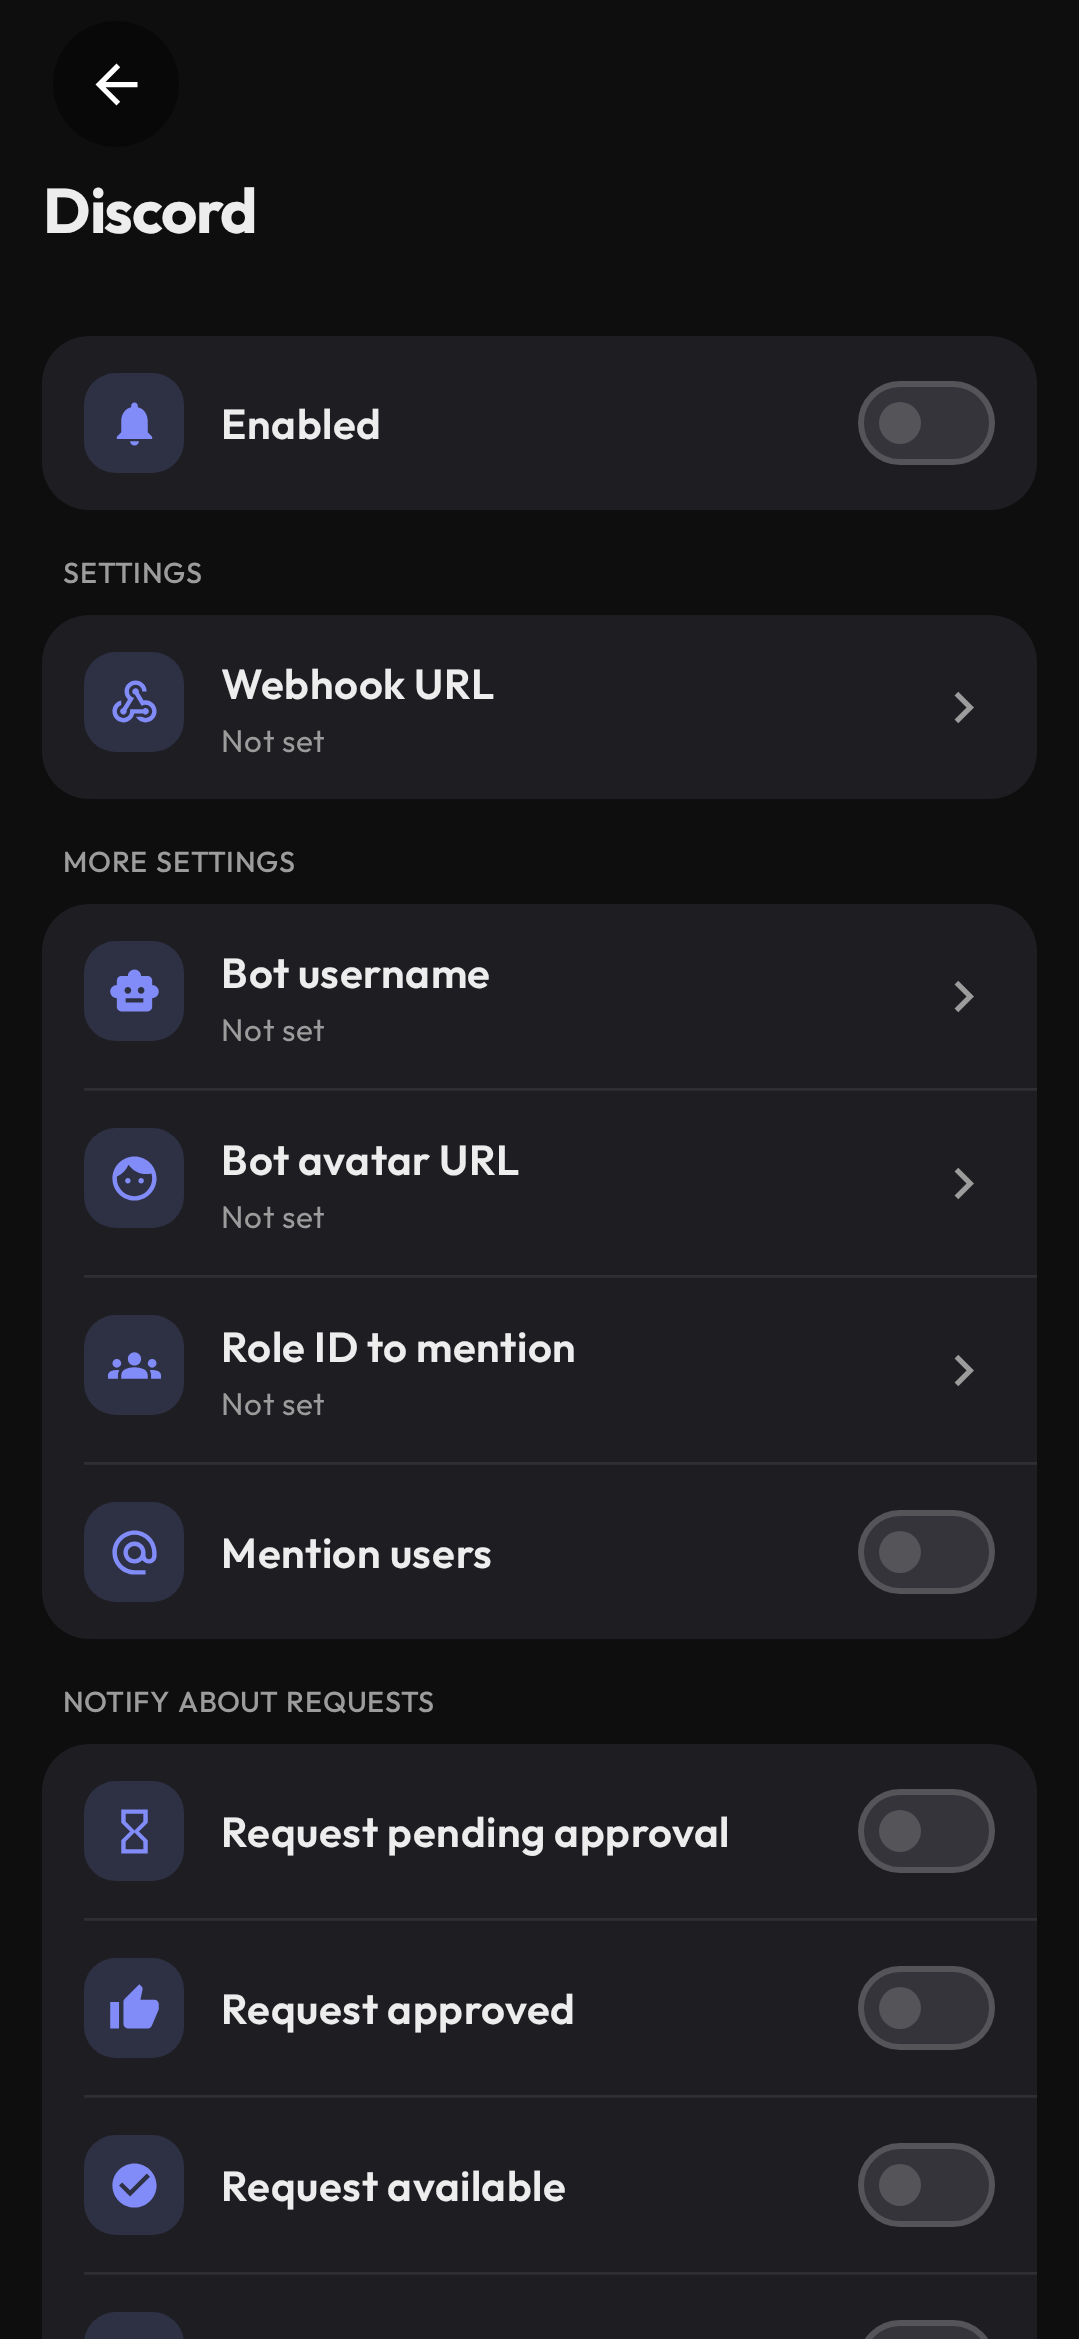 Discord
Enabled
SETTINGS
Webhook URL
Not set
MORE SETTINGS
Bot username
Not set
Bot avatar URL
Not set
Role ID to mention
Not set
Mention users
NOTIFY ABOUT REQUESTS
Request pending approval
Request approved
Request available